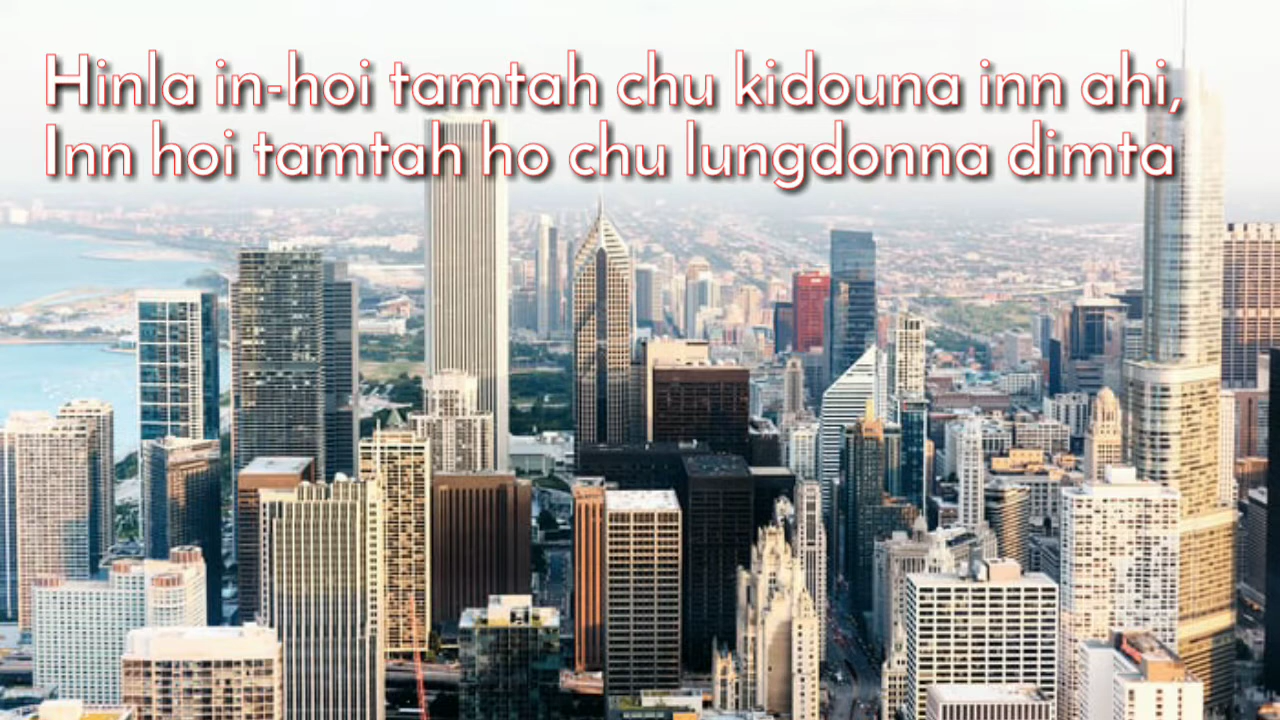 Hinla in-hoi tamtah chu kidouna inn ahi,
Inn hoi tamtah ho chu lungdonna dimta